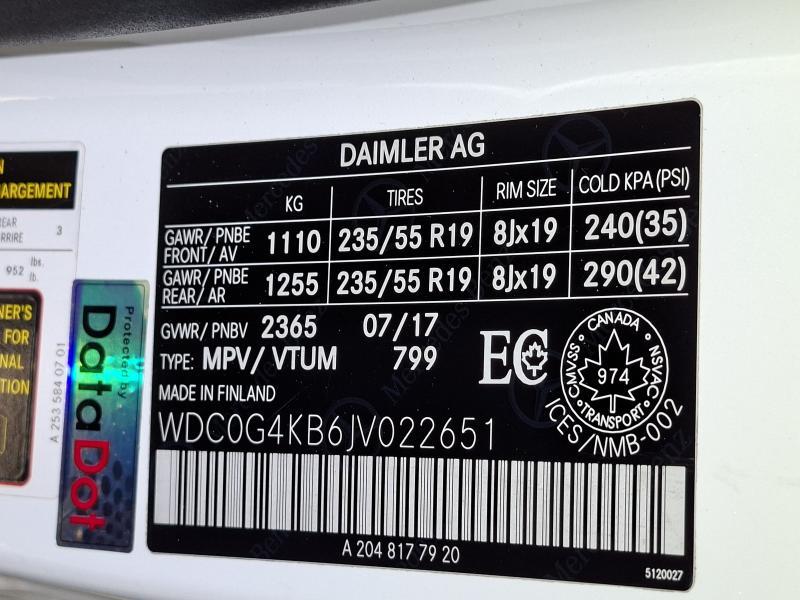 N
ARGEMENT
REAR
RRIRE
3
952 lbs.
lb.
NER'S
FOR
NAL
TION
A 253 584 07 01
Protected by
DataDot
DAIMLER AG
KG TIRES RIM SIZE COLD KPA(PSI)
GAWR/ PNBE
FRONT/ AV 1110 235/55 R19 8Jx19 240(35)
GAWR/ PNBE
REAR/ AR 1255 235/55 R19 8Jx19 290(42)
GVWR/ PNBV 2365 07/17
TYPE: MPV/ VTUM 799
MADE IN FINLAND
EC
CANADA
CMVSS NSVAC
974
TRANSPORT
ICES/NMB-002
WDC0G4KB6JV022651
A 204 817 79 20
5120027